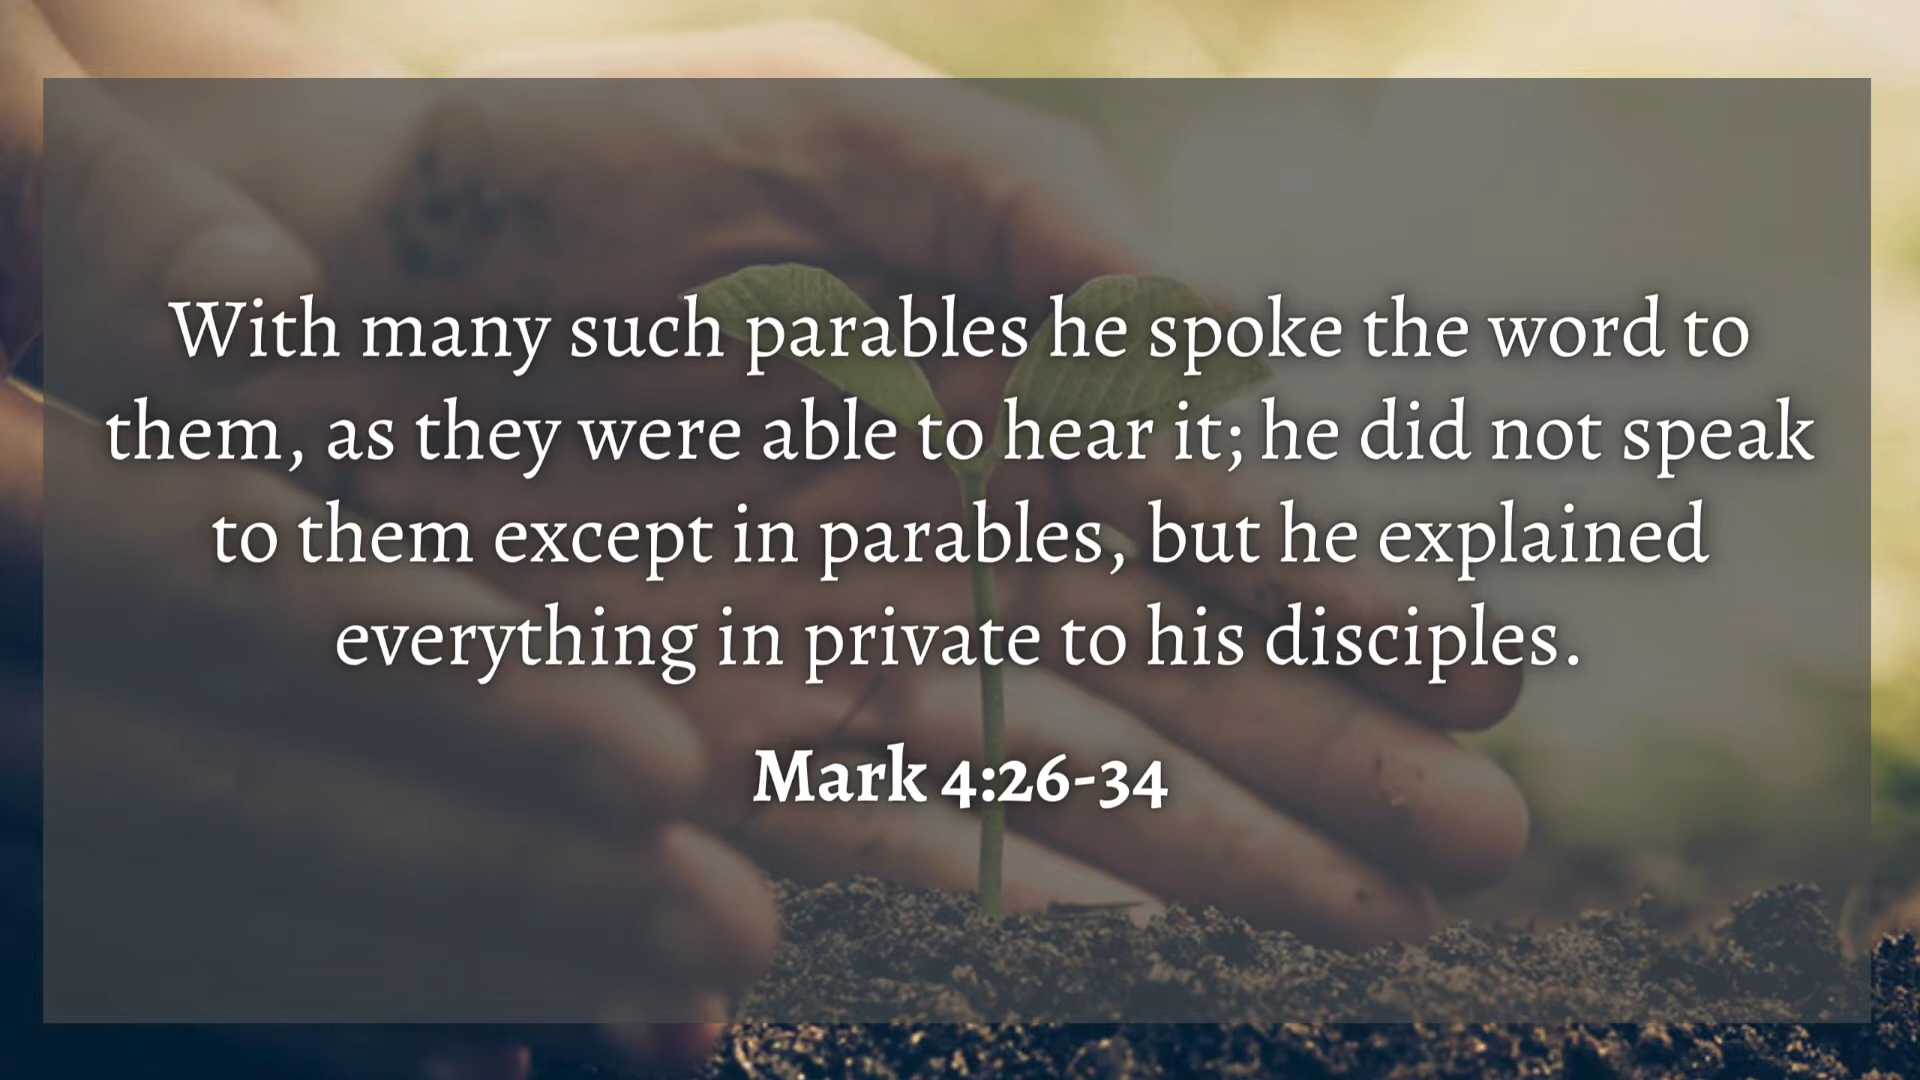 With many such parables he spoke the word to
them, as they were able to hear it; he did not speak
to them except in parables, but he explained
everything in private to his disciples.
Mark 4:26-34